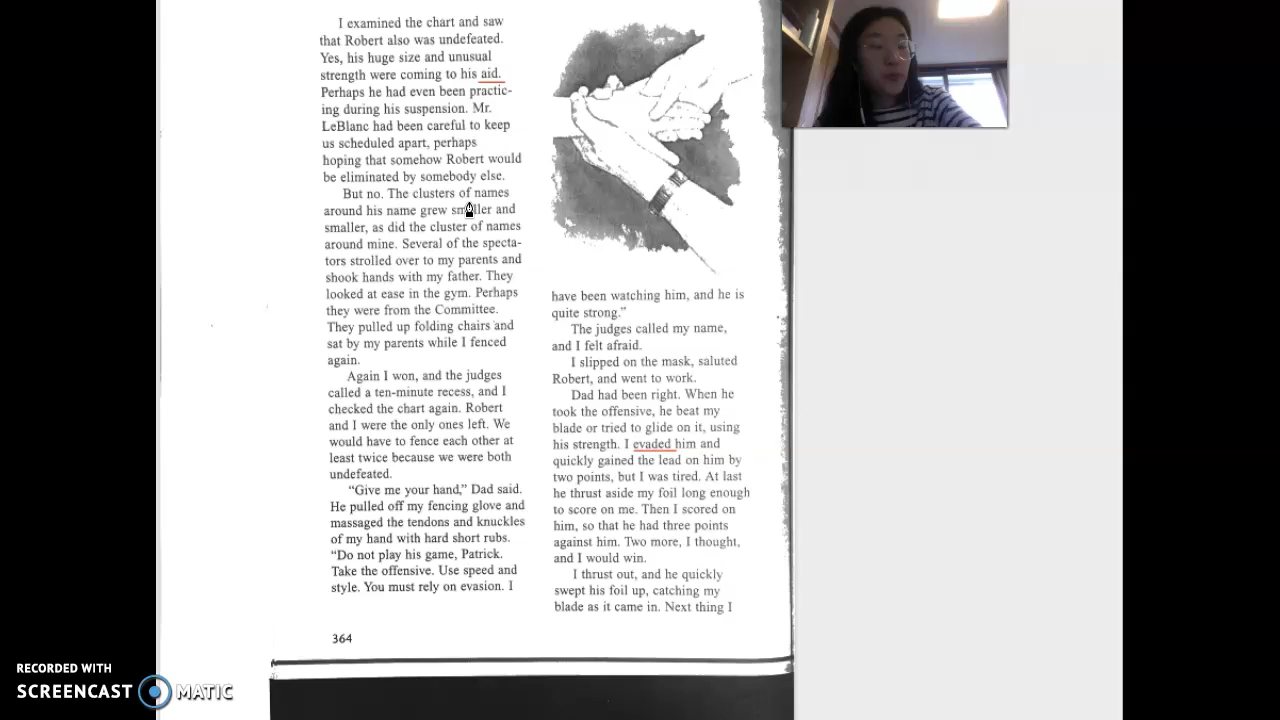 I examined the chart and saw
that Robert also was undefeated.
Yes, his huge size and unusual
strength were coming to his aid.
Perhaps he had even been practic-
ing during his suspension. Mr.
LeBlanc had been careful to keep
us scheduled apart, perhaps
hoping that somehow Robert would
be eliminated by somebody else.
But no. The clusters of names
around his name grew smaller and
smaller, as did the cluster of names
around mine. Several of the specta-
tors strolled over to my parents and
shook hands with my father. They
looked at ease in the gym. Perhaps
they were from the Committee.
They pulled up folding chairs and
sat by my parents while I fenced
again.
Again I won, and the judges
called a ten-minute recess, and I
checked the chart again. Robert
and I were the only ones left. We
would have to fence each other at
least twice because we were both
undefeated.
"Give me your hand," Dad said.
He pulled off my fencing glove and
massaged the tendons and knuckles
of my hand with hard short rubs.
"Do not play his game, Patrick.
Take the offensive. Use speed and
style. You must rely on evasion. I
have been watching him, and he is
quite strong."
The judges called my name,
and I felt afraid.
I slipped on the mask, saluted
Robert, and went to work.
Dad had been right. When he
took the offensive, he beat my
blade or tried to glide on it, using
his strength. I evaded him and
quickly gained the lead on him by
two points, but I was tired. At last
he thrust aside my foil long enough
to score on me. Then I scored on
him, so that he had three points
against him. Two more, I thought,
and I would win.
I thrust out, and he quickly
swept his foil up, catching my
blade as it came in. Next thing I
364
RECORDED WITH
SCREENCAST MATIC